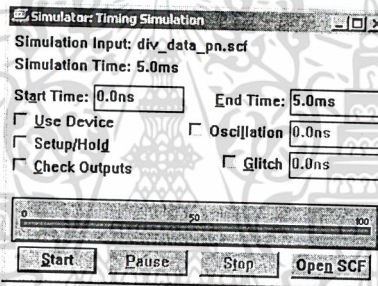 Simulator: Timing Simulation
Simulation Input: div_data_pn.scf
Simulation Time: 5.0ms
Start Time: 0.0ns End Time: 5.0ms
Use Device Oscillation 0.0ns
Setup/Hold Glitch 0.0ns
Check Outputs
0 50 100
Start Pause Stop Open SCF